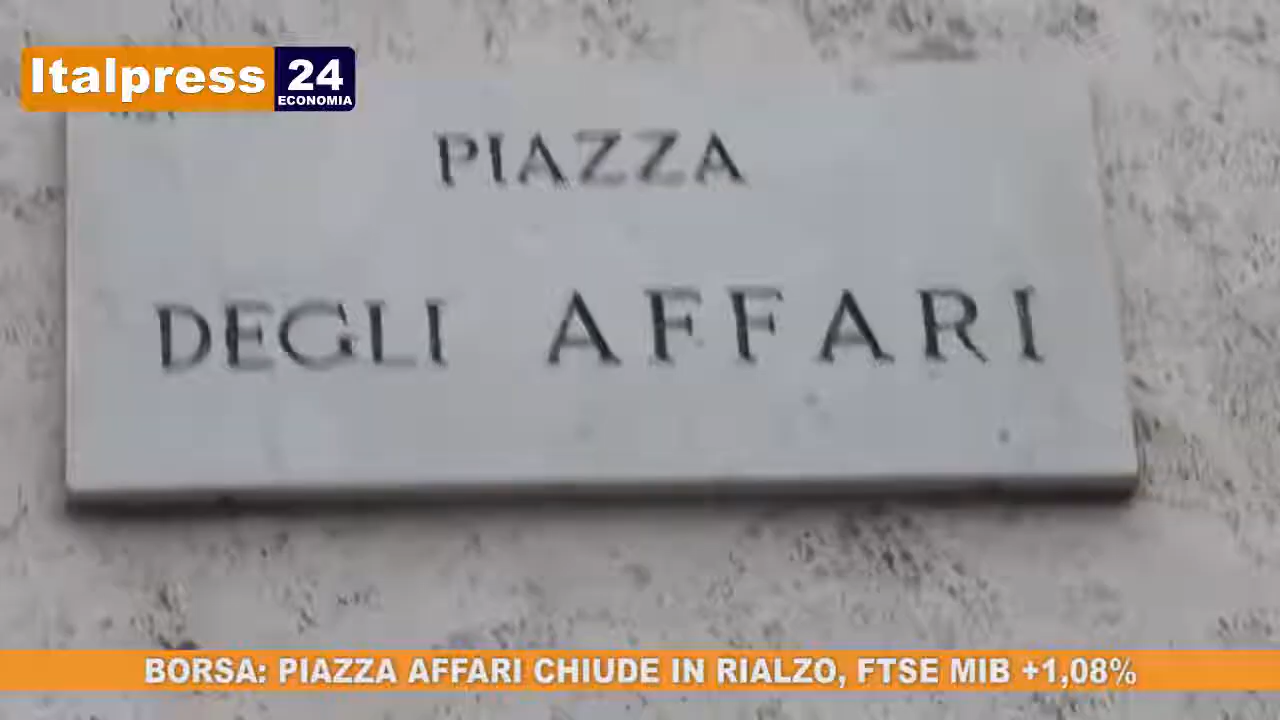 Italpress 24
ECONOMIA
PIAZZA
DEGLI AFFARI
BORSA: PIAZZA AFFARI CHIUDE IN RIALZO, FTSE MIB +1,08%